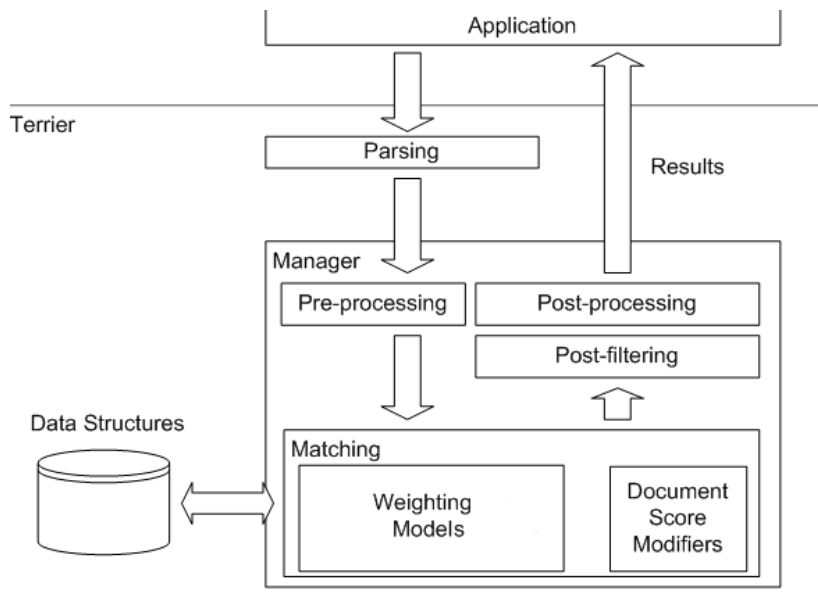 Application
Terrier
Parsing
Results
Manager
Pre-processing
Post-processing
Post-filtering
Data Structures
Matching
Weighting
Models
Document
Score
Modifiers